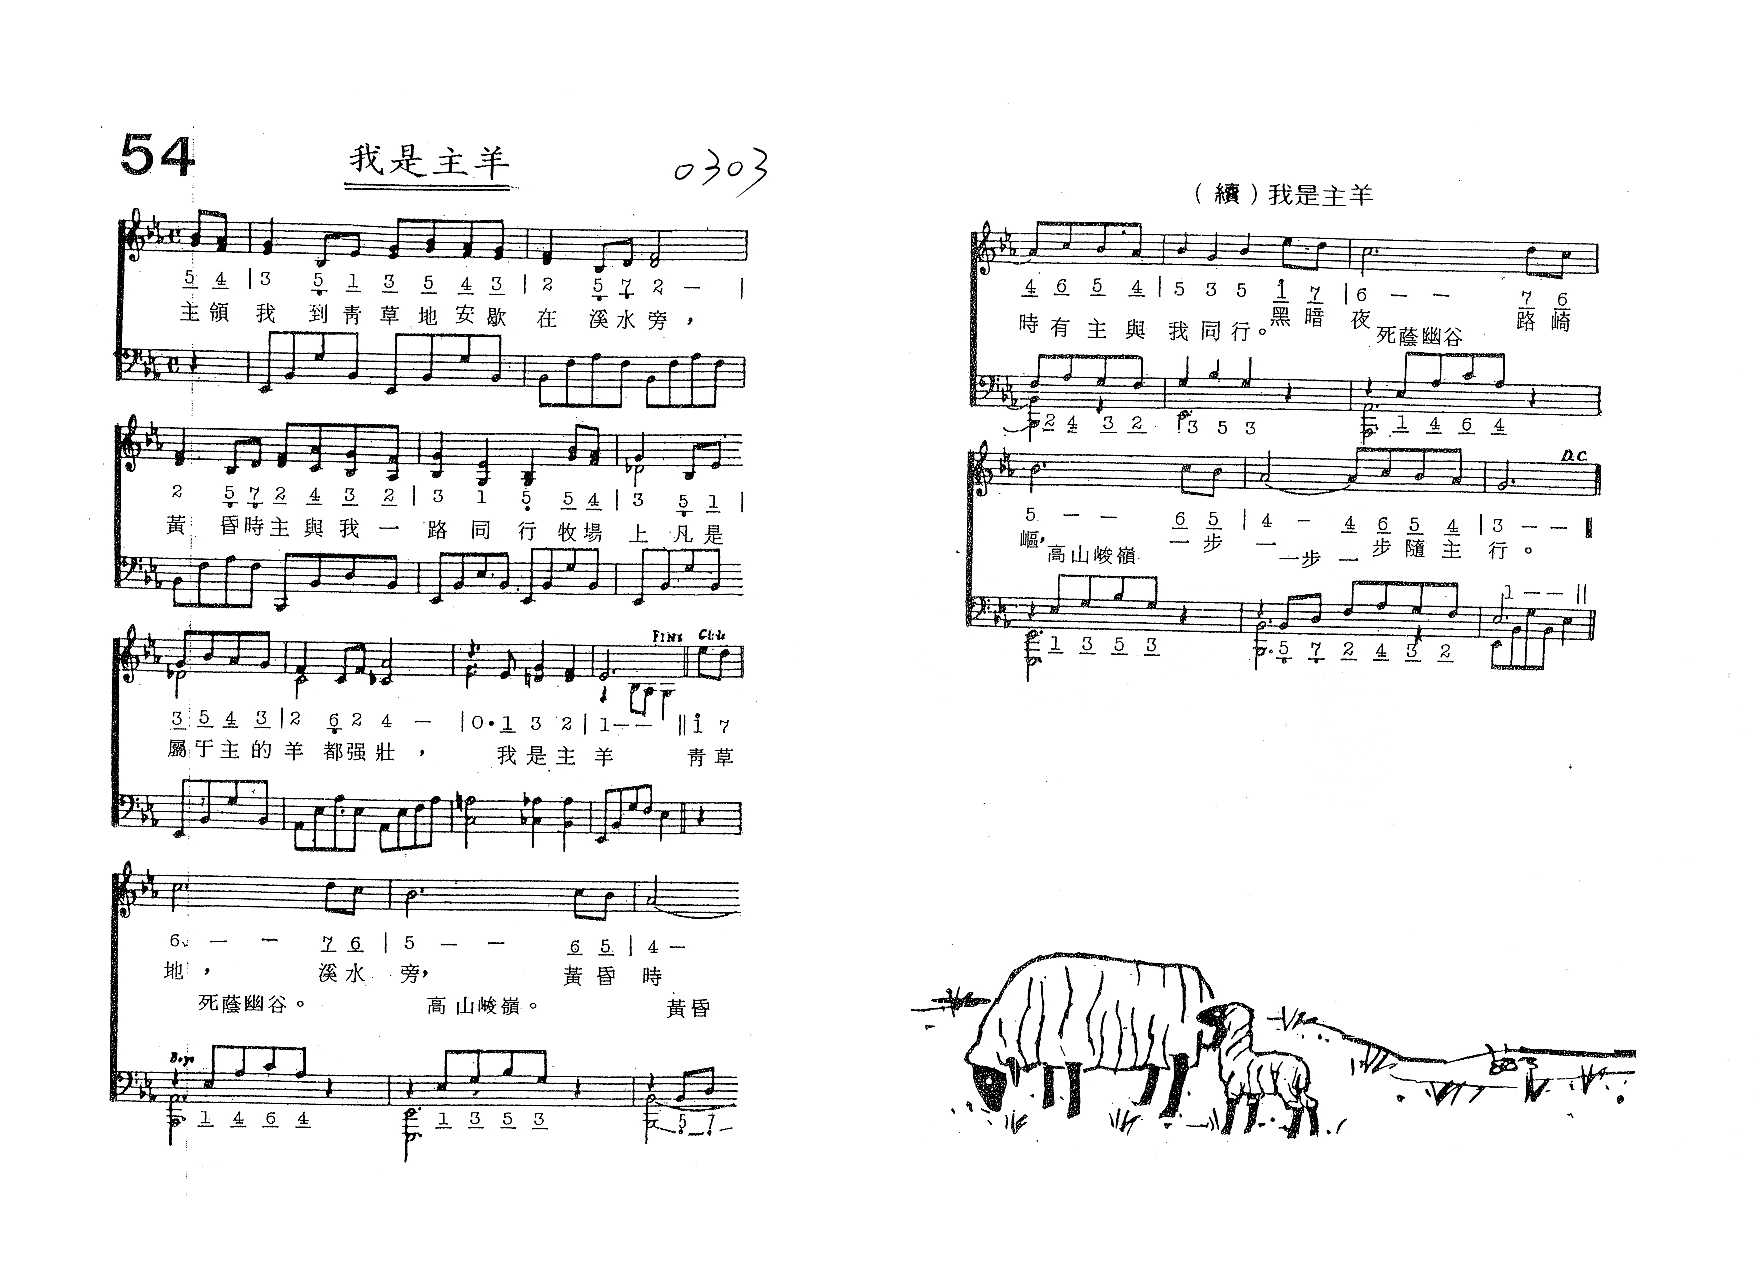 54
我是主羊
0303
5 4 | 3 5 1 3 5 4 3 | 2 5 7 2 — |
主領我 到青草地安歇 在 溪水旁，
2 5 7 2 4 3 2 | 3 1 5 5 4 | 3 5 1 |
黃 昏時主與我一 路同行牧場上凡是
FINE
3 5 4 3 | 2 6 2 4 — | 0・1 3 2 | 1 — — || 1 7
屬于主的羊 都强壯， 我是主羊 青草
6 — — 7 6 | 5 — — 6 5 | 4 —
地， 溪水 旁， 黃昏時
死蔭幽谷。 高山峻嶺。 黃昏
Boys
1 4 6 4 1 3 5 3 5 7
（續）我是主羊
4 6 5 4 | 5 3 5 1 7 | 6 — — 7 6
時有主與我同行。黑暗夜 路崎
死蔭幽谷
2 4 3 2 3 5 3 1 4 6 4
D.C
5 — — 6 5 | 4 — 4 6 5 4 | 3 — —
嶇， 一步一 步隨主行。
高山峻嶺 一步一
1 — — ||
1 3 5 3 5 7 2 4 3 2